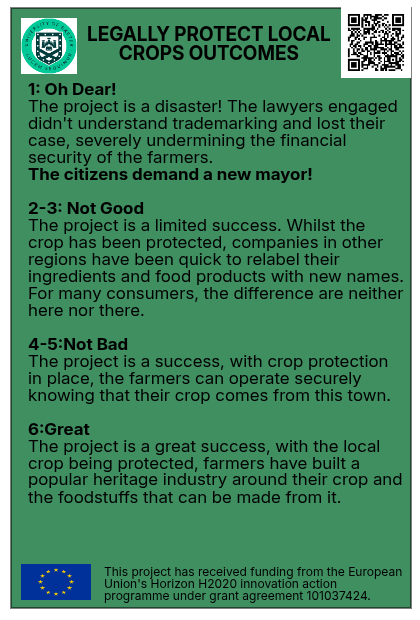 LEGALLY PROTECT LOCAL
CROPS OUTCOMES
1: Oh Dear!
The project is a disaster! The lawyers engaged
didn't understand trademarking and lost their
case, severely undermining the financial
security of the farmers.
The citizens demand a new mayor!
2-3: Not Good
The project is a limited success. Whilst the
crop has been protected, companies in other
regions have been quick to relabel their
ingredients and food products with new names.
For many consumers, the difference are neither
here nor there.
4-5:Not Bad
The project is a success, with crop protection
in place, the farmers can operate securely
knowing that their crop comes from this town.
6:Great
The project is a great success, with the local
crop being protected, farmers have built a
popular heritage industry around their crop and
the foodstuffs that can be made from it.
This project has received funding from the European
Union's Horizon H2020 innovation action
programme under grant agreement 101037424.